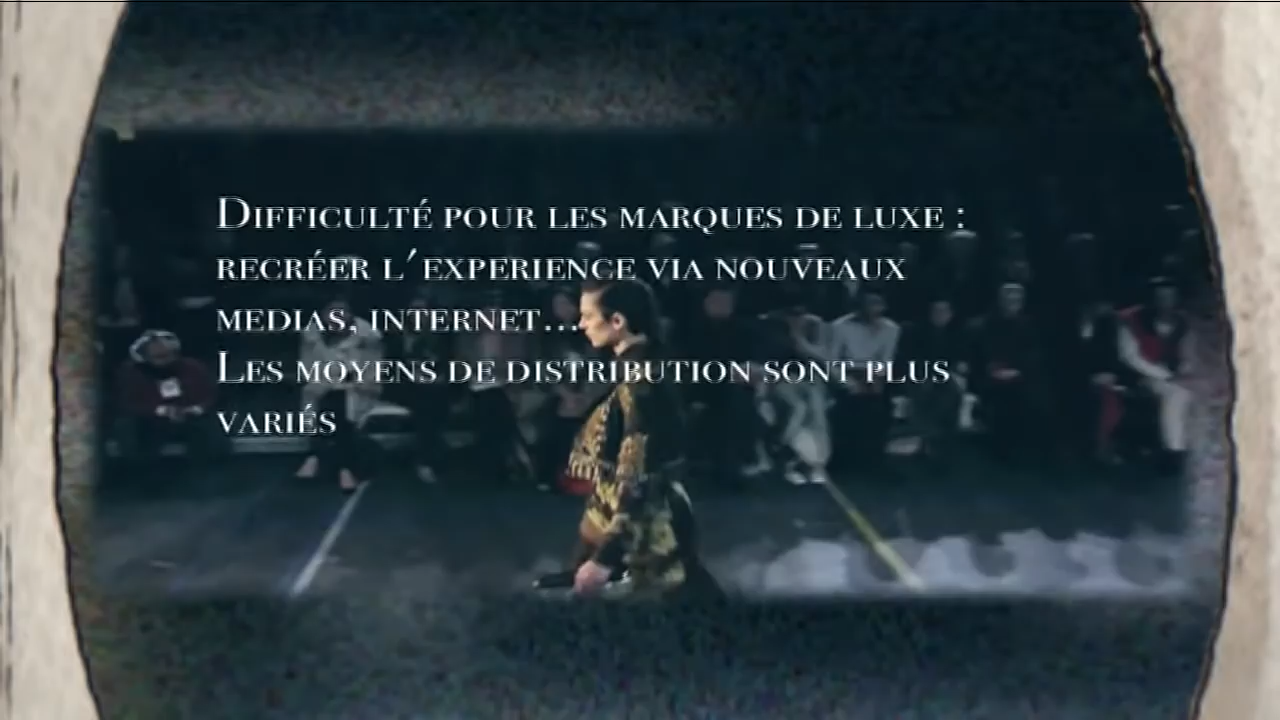 Difficulté pour les marques de luxe :
recréer l'experience via nouveaux
medias, internet...
Les moyens de distribution sont plus
variés